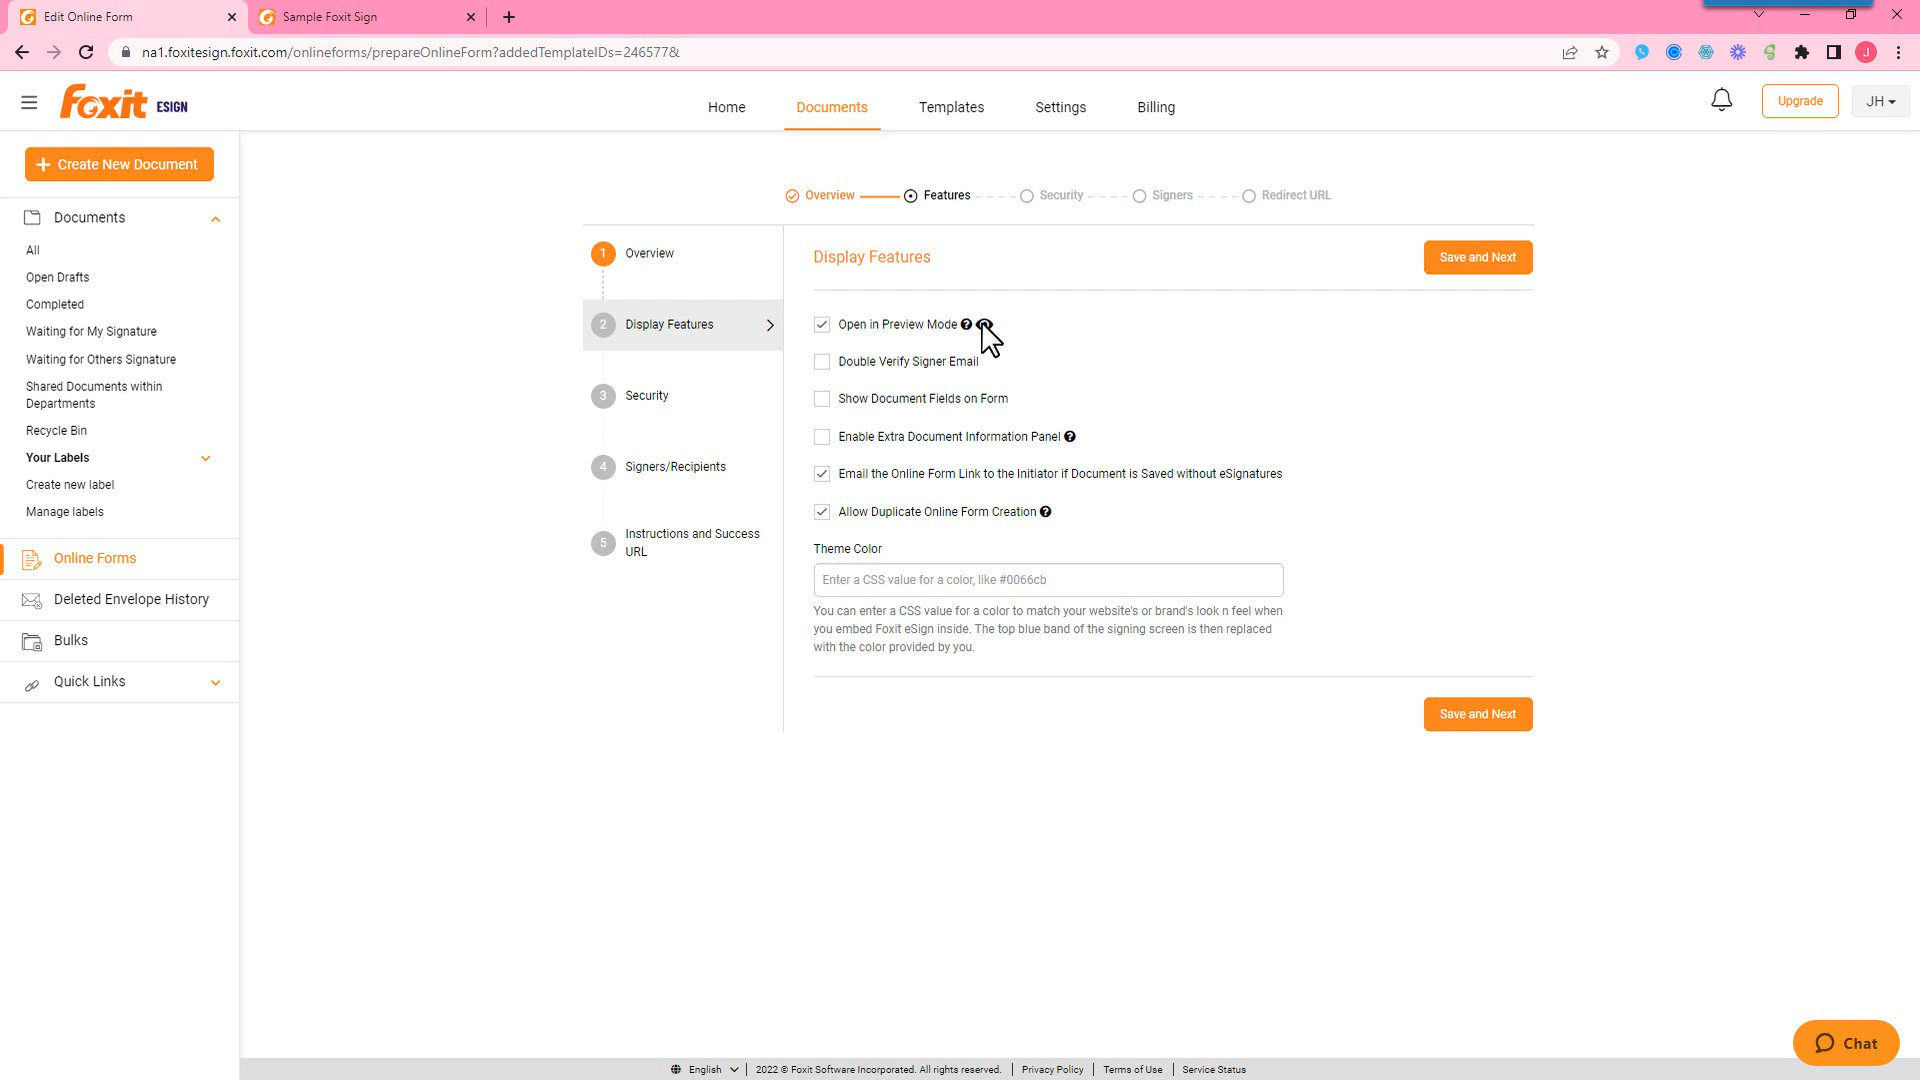 Edit Online Form
Sample Foxit Sign
na1.foxitesign.foxit.com/onlineforms/prepareOnlineForm?addedTemplateIDs=246577&
J
Foxit ESIGN
Home
Documents
Templates
Settings
Billing
Upgrade
JH
+ Create New Document
Documents
All
Open Drafts
Completed
Waiting for My Signature
Waiting for Others Signature
Shared Documents within
Departments
Recycle Bin
Your Labels
Create new label
Manage labels
Online Forms
Deleted Envelope History
Bulks
Quick Links
Overview
Features
Security
Signers
Redirect URL
1 Overview
2 Display Features
3 Security
4 Signers/Recipients
5 Instructions and Success
URL
Display Features
Save and Next
Open in Preview Mode ?
Double Verify Signer Email
Show Document Fields on Form
Enable Extra Document Information Panel ?
Email the Online Form Link to the Initiator if Document is Saved without eSignatures
Allow Duplicate Online Form Creation ?
Theme Color
Enter a CSS value for a color, like #0066cb
You can enter a CSS value for a color to match your website's or brand's look n feel when
you embed Foxit eSign inside. The top blue band of the signing screen is then replaced
with the color provided by you.
Save and Next
Chat
English
2022 © Foxit Software Incorporated. All rights reserved.
Privacy Policy
Terms of Use
Service Status